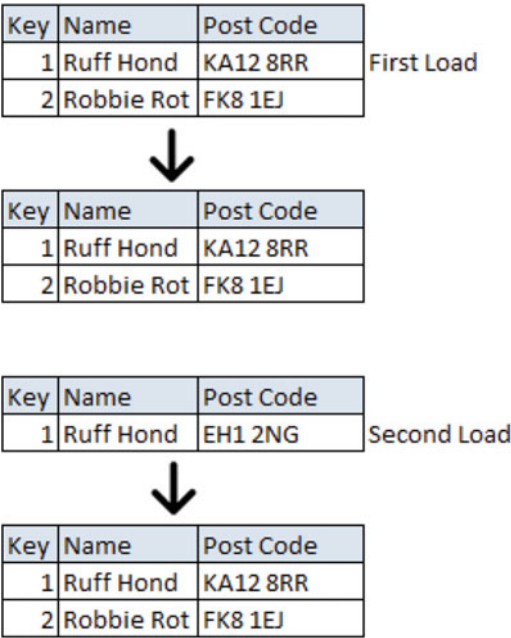 Key Name Post Code
1 Ruff Hond KA12 8RR First Load
2 Robbie Rot FK8 1EJ
Key Name Post Code
1 Ruff Hond KA12 8RR
2 Robbie Rot FK8 1EJ
Key Name Post Code
1 Ruff Hond EH1 2NG Second Load
Key Name Post Code
1 Ruff Hond KA12 8RR
2 Robbie Rot FK8 1EJ